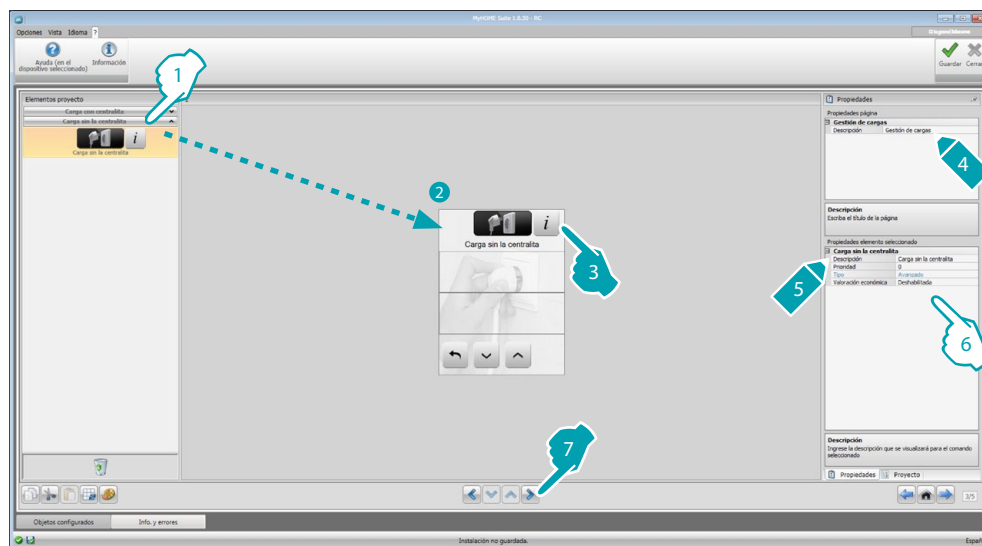 MyHOME Suite 1.0.30 - BC
Opciones Vista Idioma ?
Ayuda (en el
dispositivo seleccionado)
Información
Guardar Cerrar
1
Elementos proyecto
Carga con centralita
Carga sin la centralita
i
Carga sin la centralita
2
i
Carga sin la centralita
3
Propiedades
Propiedades página
Gestión de cargas
Descripción Gestión de cargas
4
Descripción
Escriba el título de la página
Propiedades elemento seleccionado
Carga sin la centralita
Descripción Carga sin la centralita
Prioridad 0
Tipo Avanzado
Valoración económica Deshabilitada
5
6
Descripción
Ingrese la descripción que se visualizará para el comando
seleccionado
Propiedades Proyecto
7
3/5
Objetos configurados Info. y errores
Instalación no guardada.
Españ